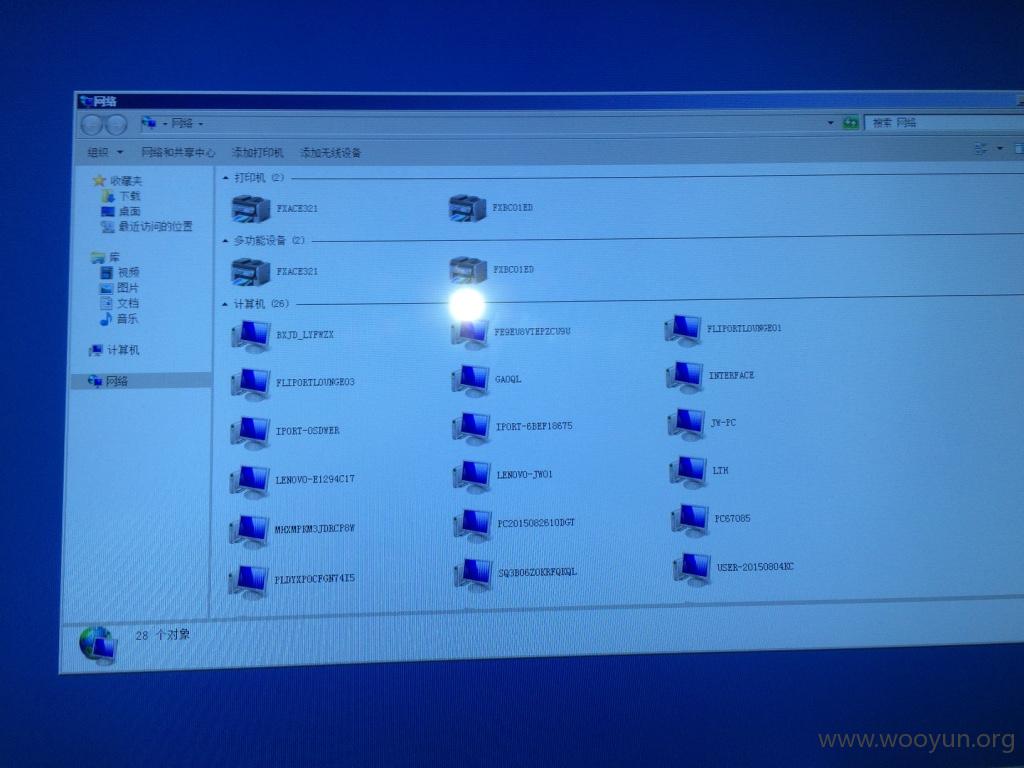 网络
网络
搜索 网络
组织 网络和共享中心 添加打印机 添加无线设备
收藏夹
下载
桌面
最近访问的位置
库
视频
图片
文档
音乐
计算机
网络
打印机 (2)
FXACE321 FXBC01ED
多功能设备 (2)
FXACE321 FXBC01ED
计算机 (26)
BXJD_LYFWZX FE9EU8VTEPZCU9U FLIPORTLOUNGE01
FLIPORTLOUNGE03 GAOQL INTERFACE
IPORT-OSDWER IPORT-6BEF18675 JW-PC
LENOVO-E1294C17 LENOVO-JW01 LTH
MHXMPKM3JDRCP8W PC2015082610DGT PC67085
PLDYXPOCFGN74I5 SQ3B06ZOKRFQKQL USER-20150804KC
28 个对象
www.wooyun.org